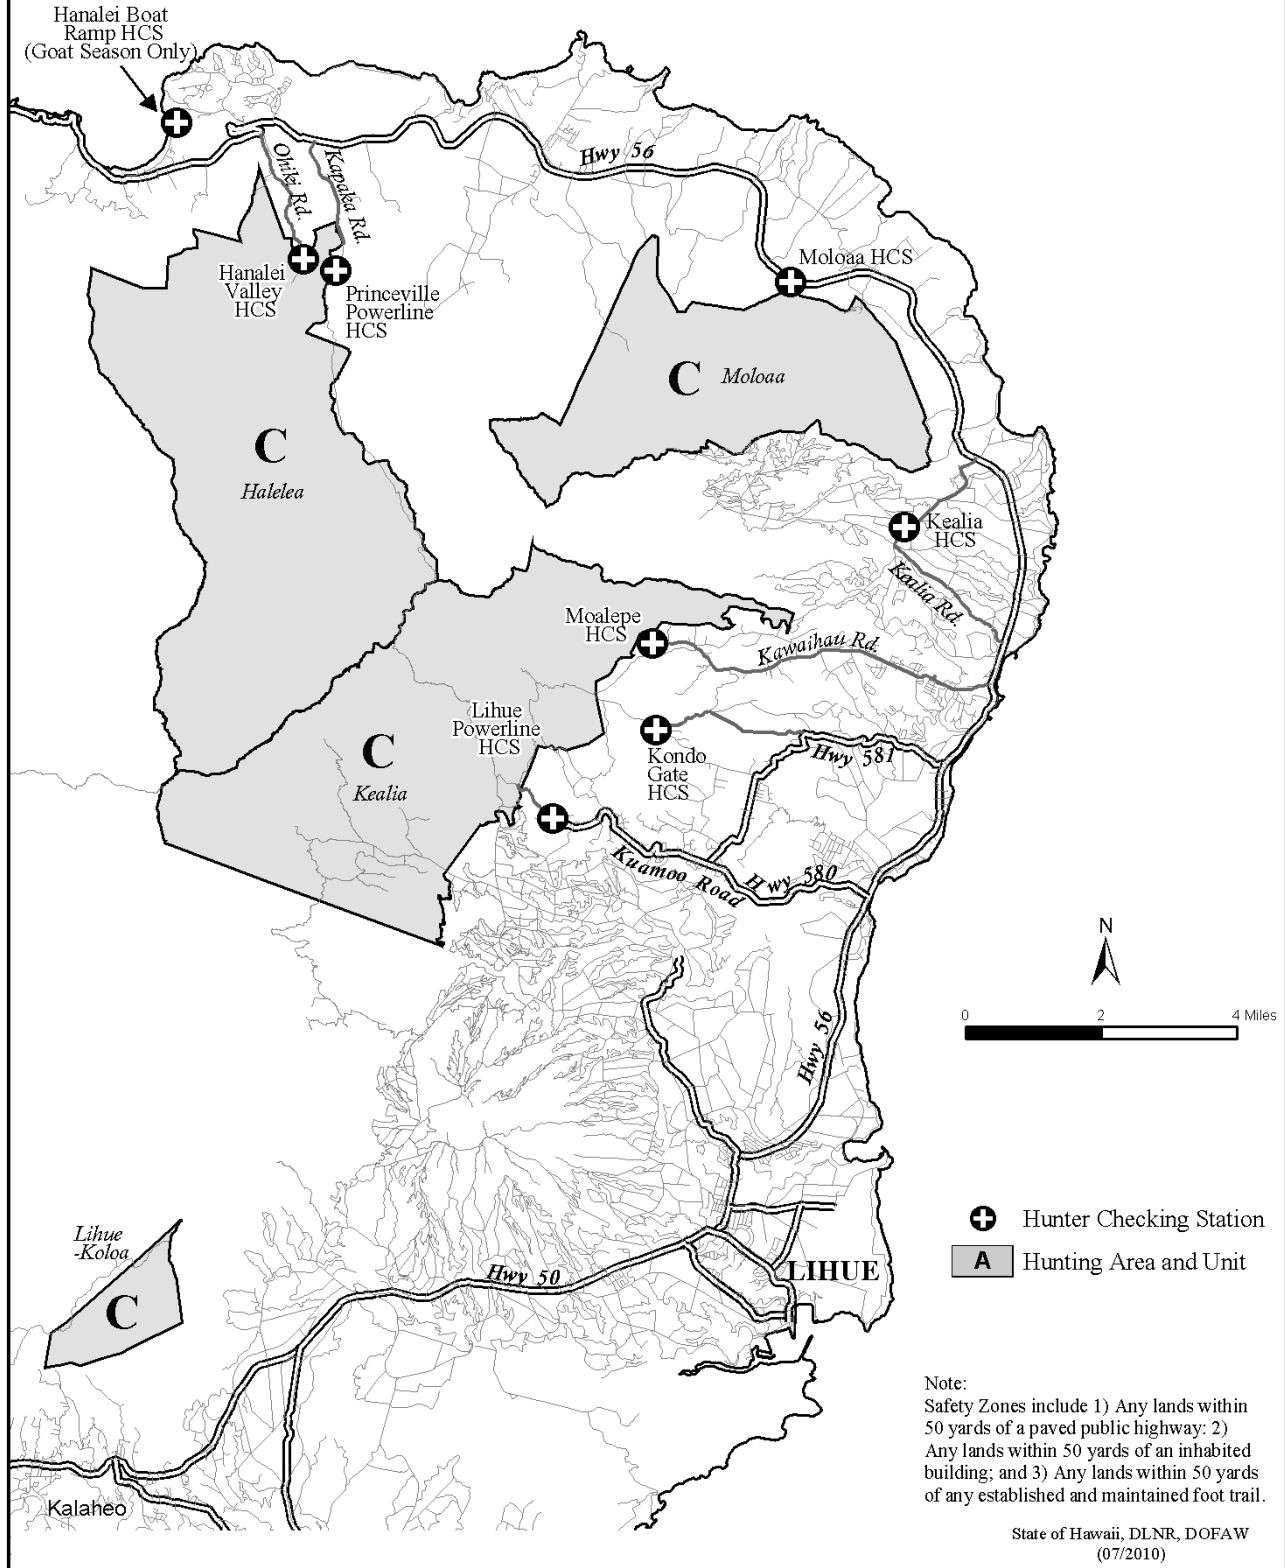 Hanalei Boat
Ramp HCS
(Goat Season Only)
Ohiki Rd.
Kapaka Rd.
Hwy 56
Moloaa HCS
Hanalei
Valley
HCS
Princeville
Powerline
HCS
C Moloaa
C
Halelea
Kealia
HCS
Kealia Rd.
Moalepe
HCS
Kawaihau Rd.
Lihue
Powerline
HCS
C
Kealia
Kondo
Gate
HCS
Hwy 581
Kuamoo Road
Hwy 580
N
0 2 4 Miles
Hwy 56
Lihue
-Koloa
C
Hwy 50
LIHUE
Hunter Checking Station
A Hunting Area and Unit
Note:
Safety Zones include 1) Any lands within
50 yards of a paved public highway: 2)
Any lands within 50 yards of an inhabited
building; and 3) Any lands within 50 yards
of any established and maintained foot trail.
Kalaheo
State of Hawaii, DLNR, DOFAW
(07/2010)